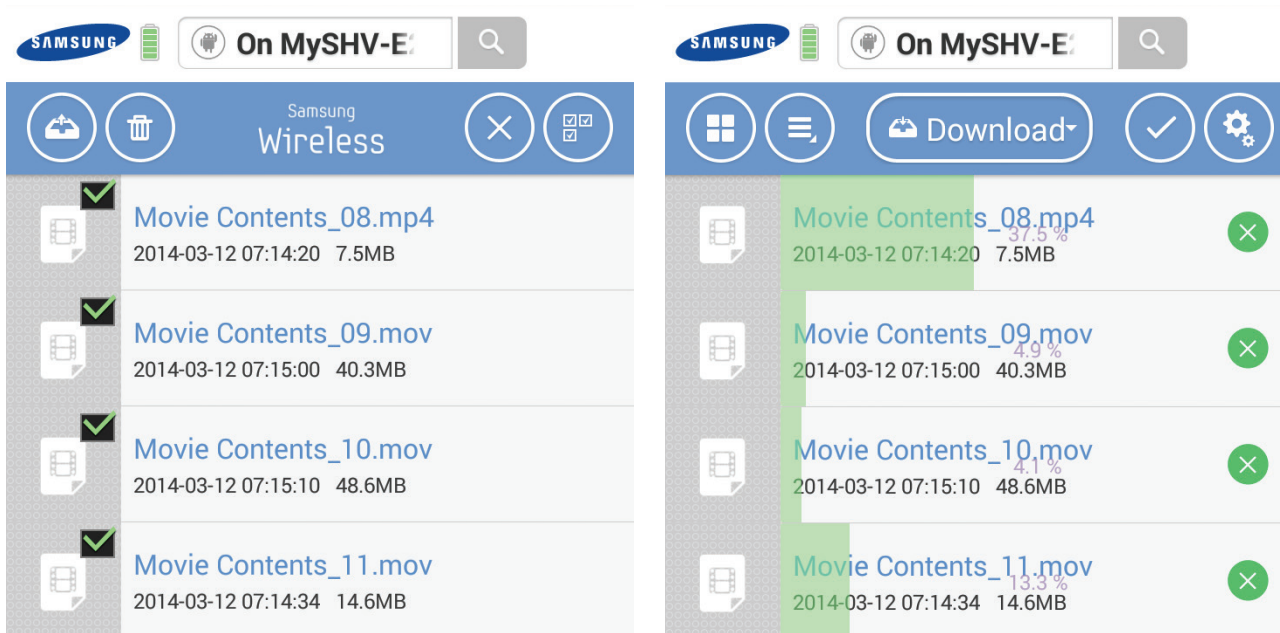 SAMSUNG
On MySHV-E
Samsung
Wireless
Movie Contents_08.mp4
2014-03-12 07:14:20 7.5MB
Movie Contents_09.mov
2014-03-12 07:15:00 40.3MB
Movie Contents_10.mov
2014-03-12 07:15:10 48.6MB
Movie Contents_11.mov
2014-03-12 07:14:34 14.6MB
SAMSUNG
On MySHV-E
Download
Movie Contents_08.mp4
37.5 %
2014-03-12 07:14:20 7.5MB
Movie Contents_09.mov
4.9 %
2014-03-12 07:15:00 40.3MB
Movie Contents_10.mov
4.1 %
2014-03-12 07:15:10 48.6MB
Movie Contents_11.mov
13.3 %
2014-03-12 07:14:34 14.6MB